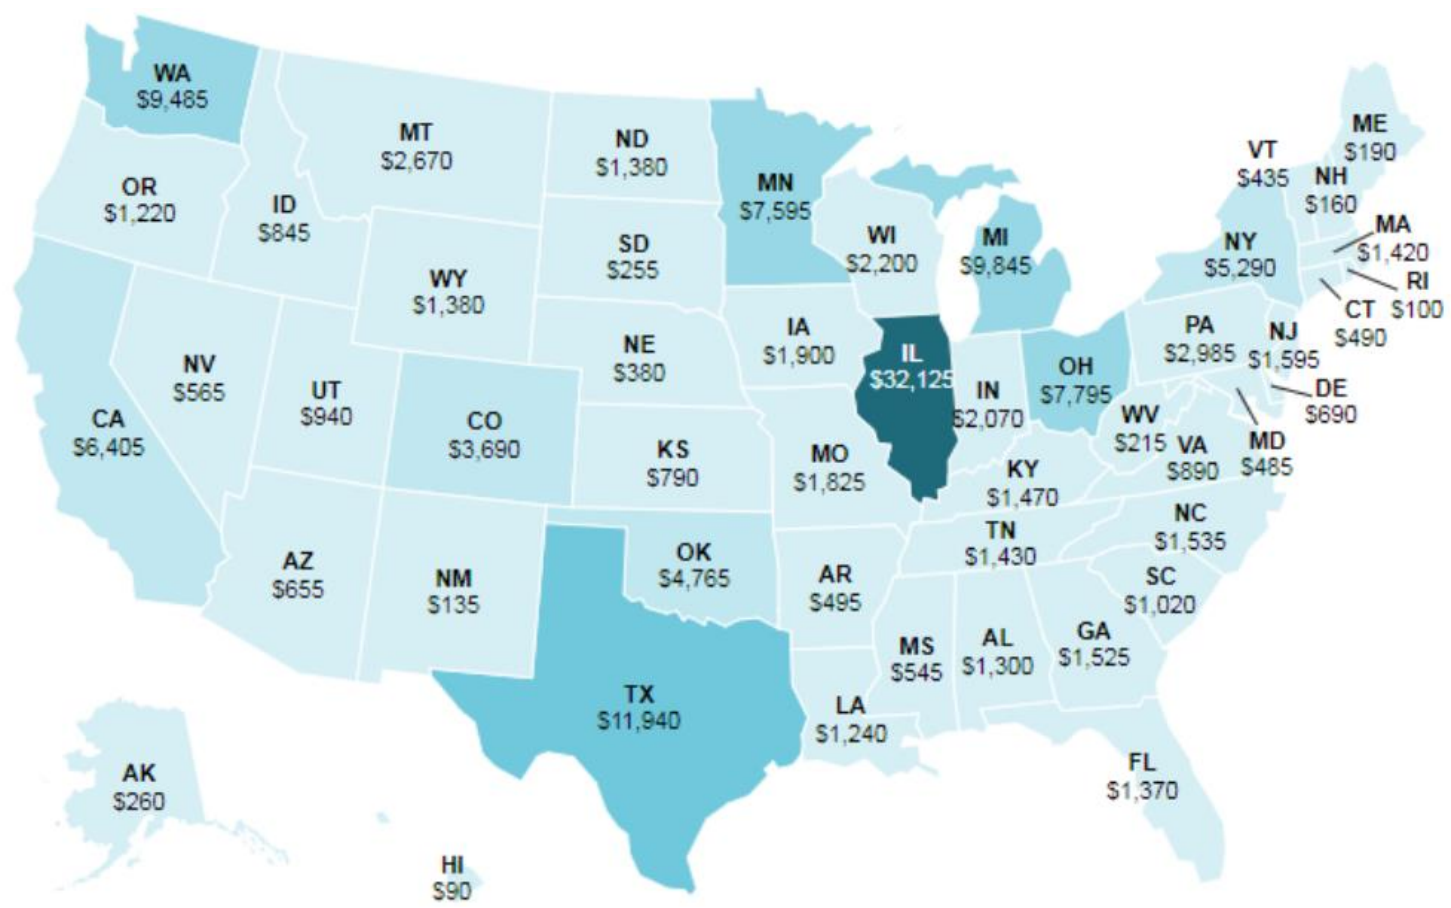 WA
$9,485
MT
$2,670
ND
$1,380
MN
$7,595
OR
$1,220
ID
$845
WY
$1,380
SD
$255
WI
$2,200
MI
$9,845
VT
$435
ME
$190
NH
$160
NY
$5,290
MA
$1,420
RI
$100
CT
$490
CA
$6,405
NV
$565
UT
$940
CO
$3,690
NE
$380
IA
$1,900
IL
$32,125
IN
$2,070
OH
$7,795
PA
$2,985
NJ
$1,595
DE
$690
MD
$485
WV
$215
VA
$890
KS
$790
MO
$1,825
KY
$1,470
TN
$1,430
NC
$1,535
SC
$1,020
AZ
$655
NM
$135
OK
$4,765
AR
$495
MS
$545
AL
$1,300
GA
$1,525
TX
$11,940
LA
$1,240
FL
$1,370
AK
$260
HI
$90